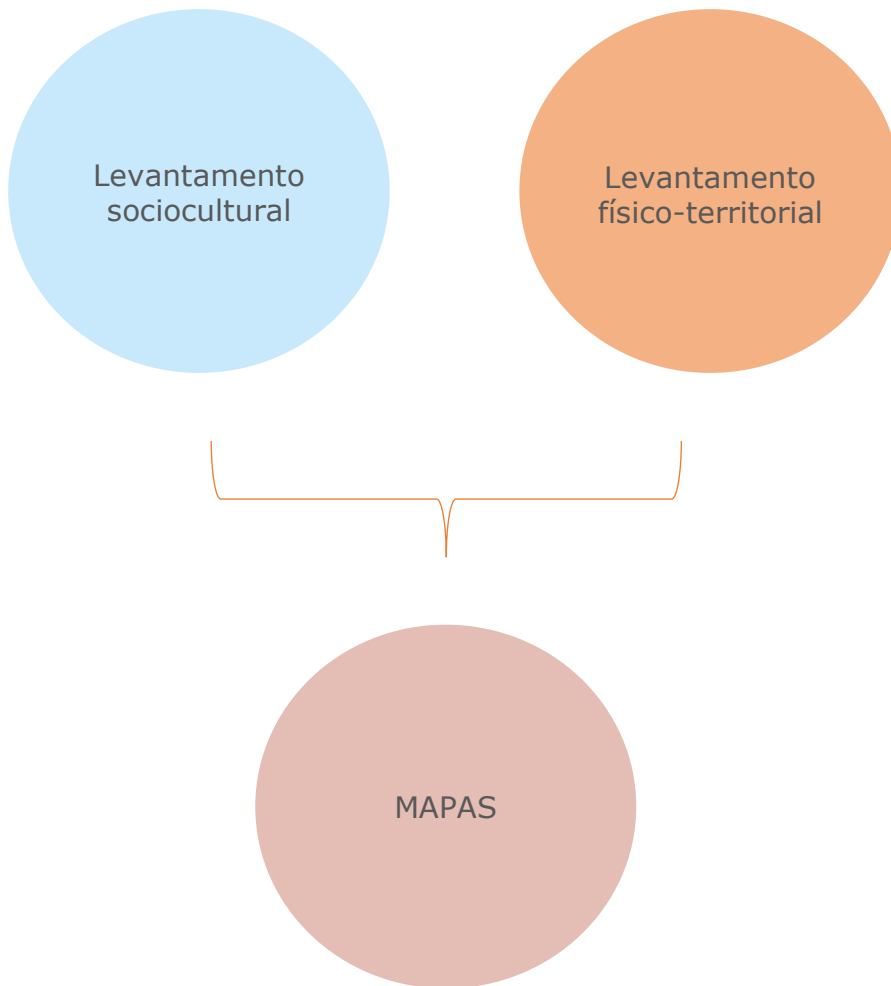 Levantamento
sociocultural
Levantamento
físico-territorial
MAPAS